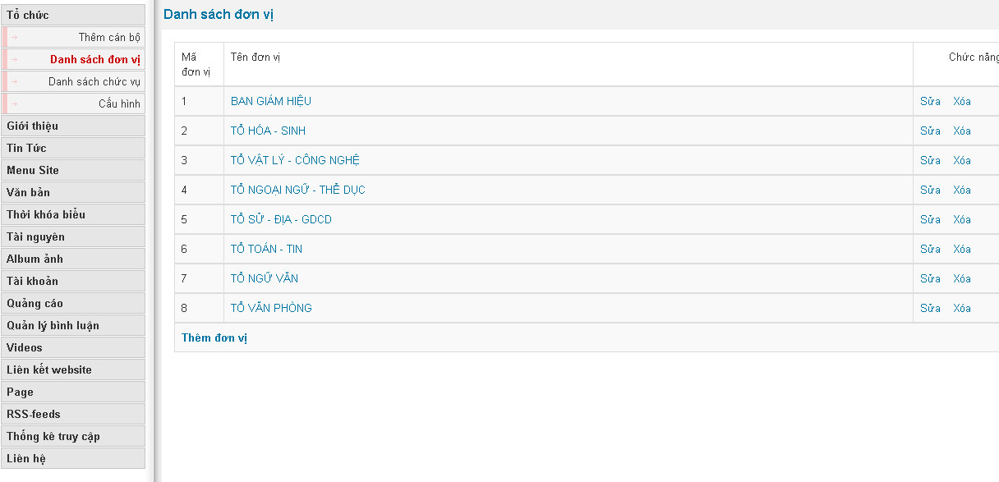 Tổ chức
Thêm cán bộ
Danh sách đơn vị
Danh sách chức vụ
Cấu hình
Giới thiệu
Tin Tức
Menu Site
Văn bản
Thời khóa biểu
Tài nguyên
Album ảnh
Tài khoản
Quảng cáo
Quản lý bình luận
Videos
Liên kết website
Page
RSS-feeds
Thống kê truy cập
Liên hệ
Danh sách đơn vị
Mã đơn vị Tên đơn vị Chức năng
1 BAN GIÁM HIỆU Sửa Xóa
2 TỔ HÓA - SINH Sửa Xóa
3 TỔ VẬT LÝ - CÔNG NGHỆ Sửa Xóa
4 TỔ NGOẠI NGỮ - THỂ DỤC Sửa Xóa
5 TỔ SỬ - ĐỊA - GDCD Sửa Xóa
6 TỔ TOÁN - TIN Sửa Xóa
7 TỔ NGỮ VĂN Sửa Xóa
8 TỔ VĂN PHÒNG Sửa Xóa
Thêm đơn vị